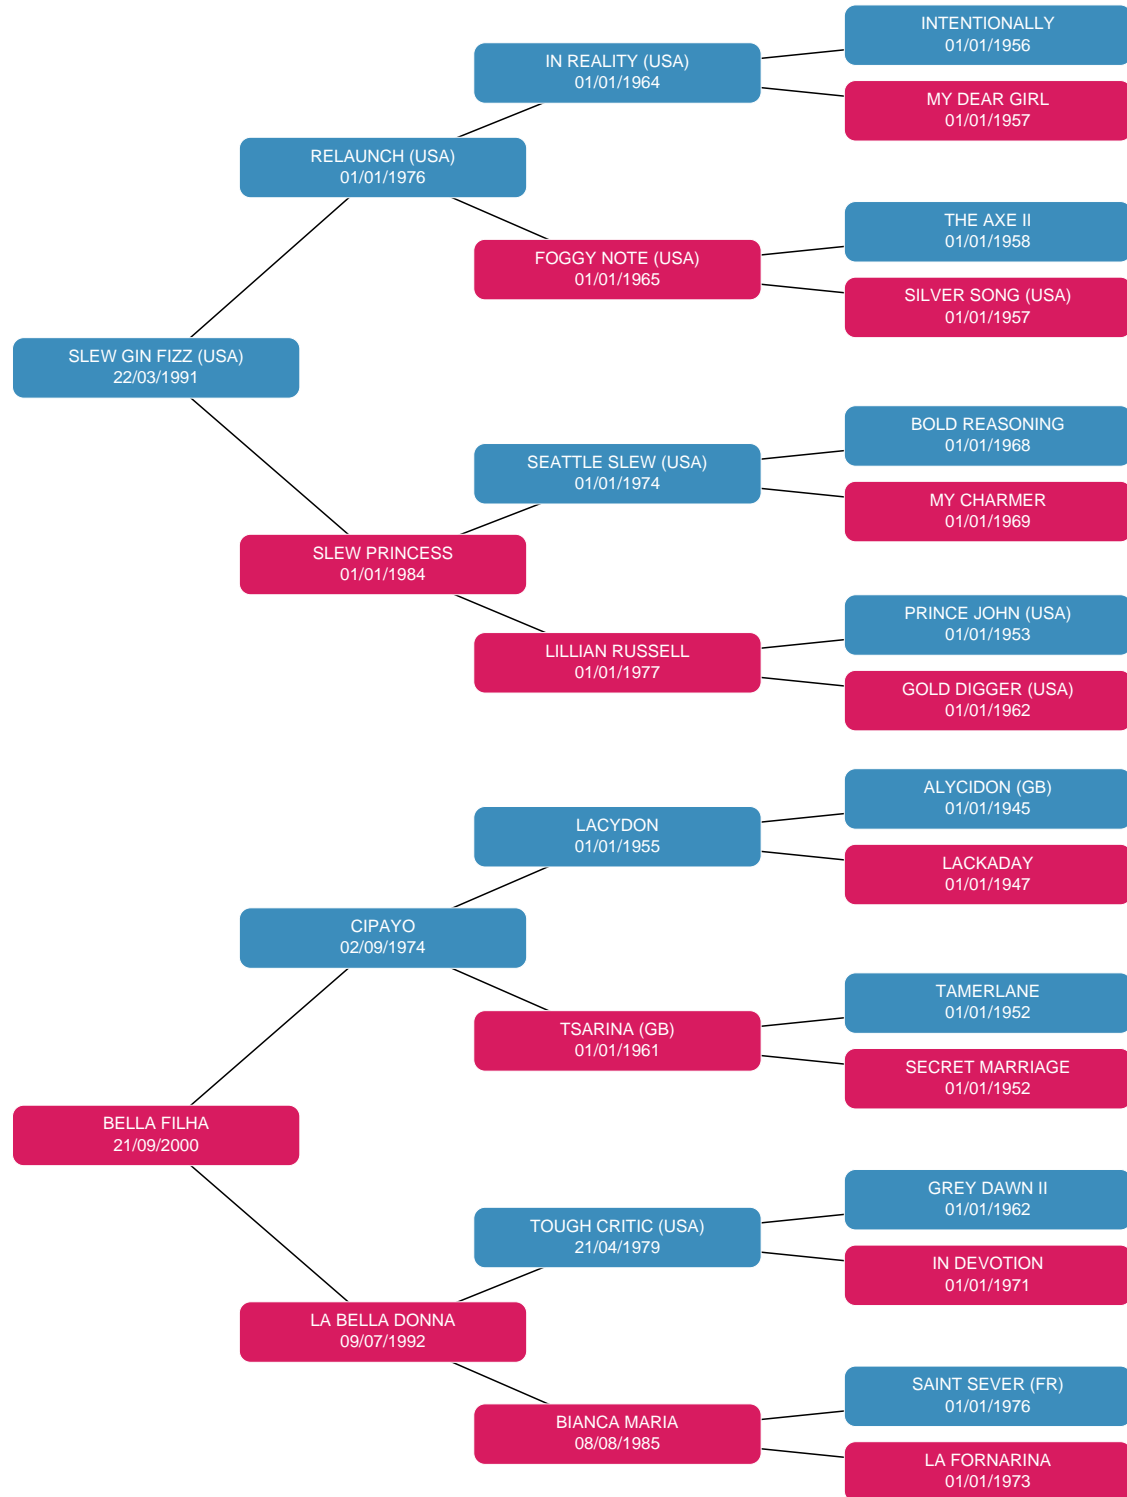 INTENTIONALLY
01/01/1956
IN REALITY (USA)
01/01/1964
MY DEAR GIRL
01/01/1957
RELAUNCH (USA)
01/01/1976
THE AXE II
01/01/1958
FOGGY NOTE (USA)
01/01/1965
SILVER SONG (USA)
01/01/1957
SLEW GIN FIZZ (USA)
22/03/1991
BOLD REASONING
01/01/1968
SEATTLE SLEW (USA)
01/01/1974
MY CHARMER
01/01/1969
SLEW PRINCESS
01/01/1984
PRINCE JOHN (USA)
01/01/1953
LILLIAN RUSSELL
01/01/1977
GOLD DIGGER (USA)
01/01/1962
ALYCIDON (GB)
01/01/1945
LACYDON
01/01/1955
LACKADAY
01/01/1947
CIPAYO
02/09/1974
TAMERLANE
01/01/1952
TSARINA (GB)
01/01/1961
SECRET MARRIAGE
01/01/1952
BELLA FILHA
21/09/2000
GREY DAWN II
01/01/1962
TOUGH CRITIC (USA)
21/04/1979
IN DEVOTION
01/01/1971
LA BELLA DONNA
09/07/1992
SAINT SEVER (FR)
01/01/1976
BIANCA MARIA
08/08/1985
LA FORNARINA
01/01/1973